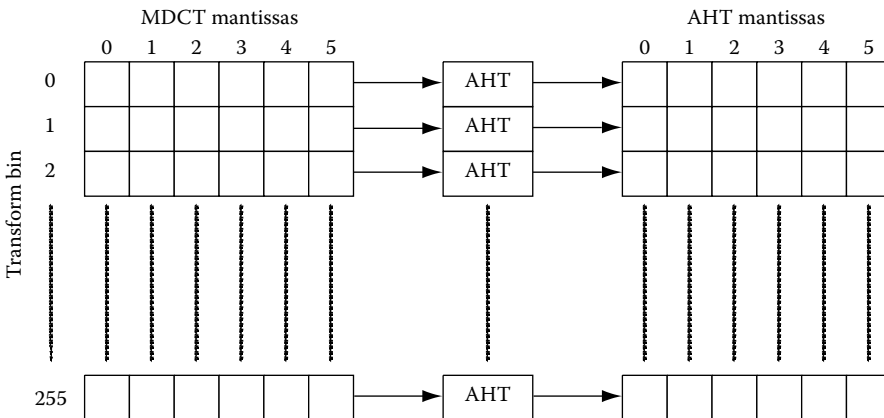 MDCT mantissas AHT mantissas
0 1 2 3 4 5 0 1 2 3 4 5
0 AHT
1 AHT
2 AHT
Transform bin
255 AHT